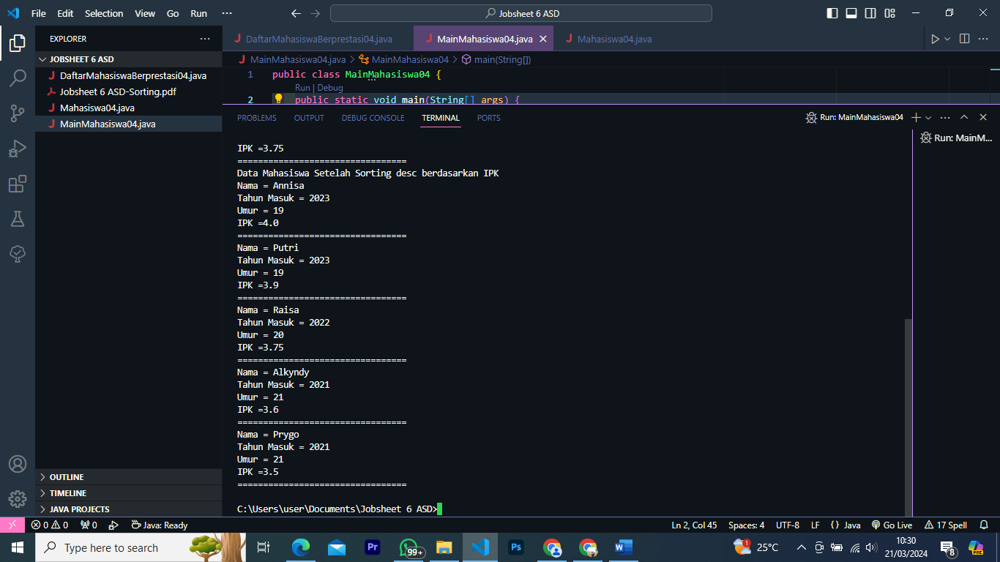 File Edit Selection View Go Run ··· Jobsheet 6 ASD
EXPLORER ···
JOBSHEET 6 ASD
DaftarMahasiswaBerprestasi04.java
Jobsheet 6 ASD-Sorting.pdf
Mahasiswa04.java
MainMahasiswa04.java
OUTLINE
TIMELINE
JAVA PROJECTS
DaftarMahasiswaBerprestasi04.java MainMahasiswa04.java Mahasiswa04.java
MainMahasiswa04.java > MainMahasiswa04 > main(String[])
1 public class MainMahasiswa04 {
Run | Debug
2 public static void main(String[] args) {
PROBLEMS OUTPUT DEBUG CONSOLE TERMINAL PORTS Run: MainMahasiswa04
Run: MainM...
IPK =3.75
=================================
Data Mahasiswa Setelah Sorting desc berdasarkan IPK
Nama = Annisa
Tahun Masuk = 2023
Umur = 19
IPK =4.0
=================================
Nama = Putri
Tahun Masuk = 2023
Umur = 19
IPK =3.9
=================================
Nama = Raisa
Tahun Masuk = 2022
Umur = 20
IPK =3.75
=================================
Nama = Alkyndy
Tahun Masuk = 2021
Umur = 21
IPK =3.6
=================================
Nama = Prygo
Tahun Masuk = 2021
Umur = 21
IPK =3.5
=================================
C:\Users\user\Documents\Jobsheet 6 ASD>
0 0 0 Java: Ready Ln 2, Col 45 Spaces: 4 UTF-8 LF {} Java Go Live 17 Spell
Type here to search Pr 99+ Ps W 25°C 10:30
21/03/2024 8 PRE